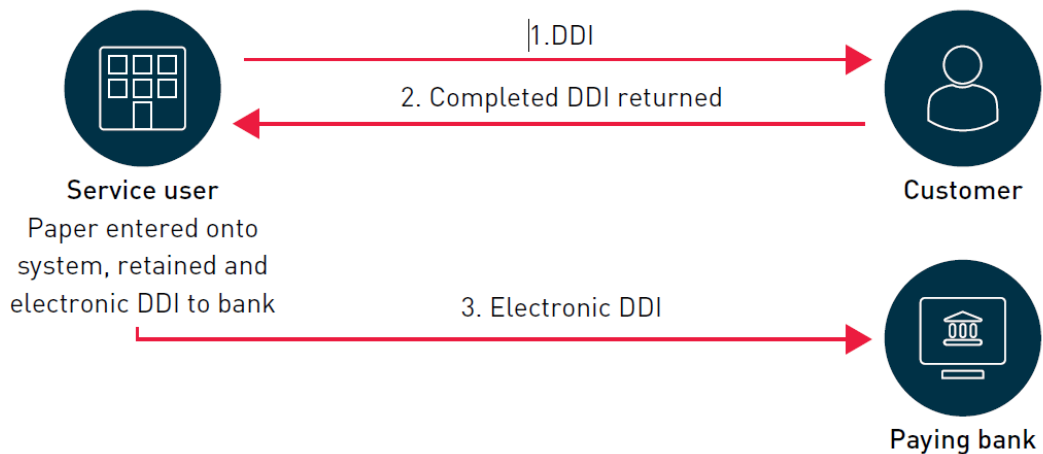 1.DDI
2. Completed DDI returned
Service user
Paper entered onto
system, retained and
electronic DDI to bank
Customer
3. Electronic DDI
Paying bank